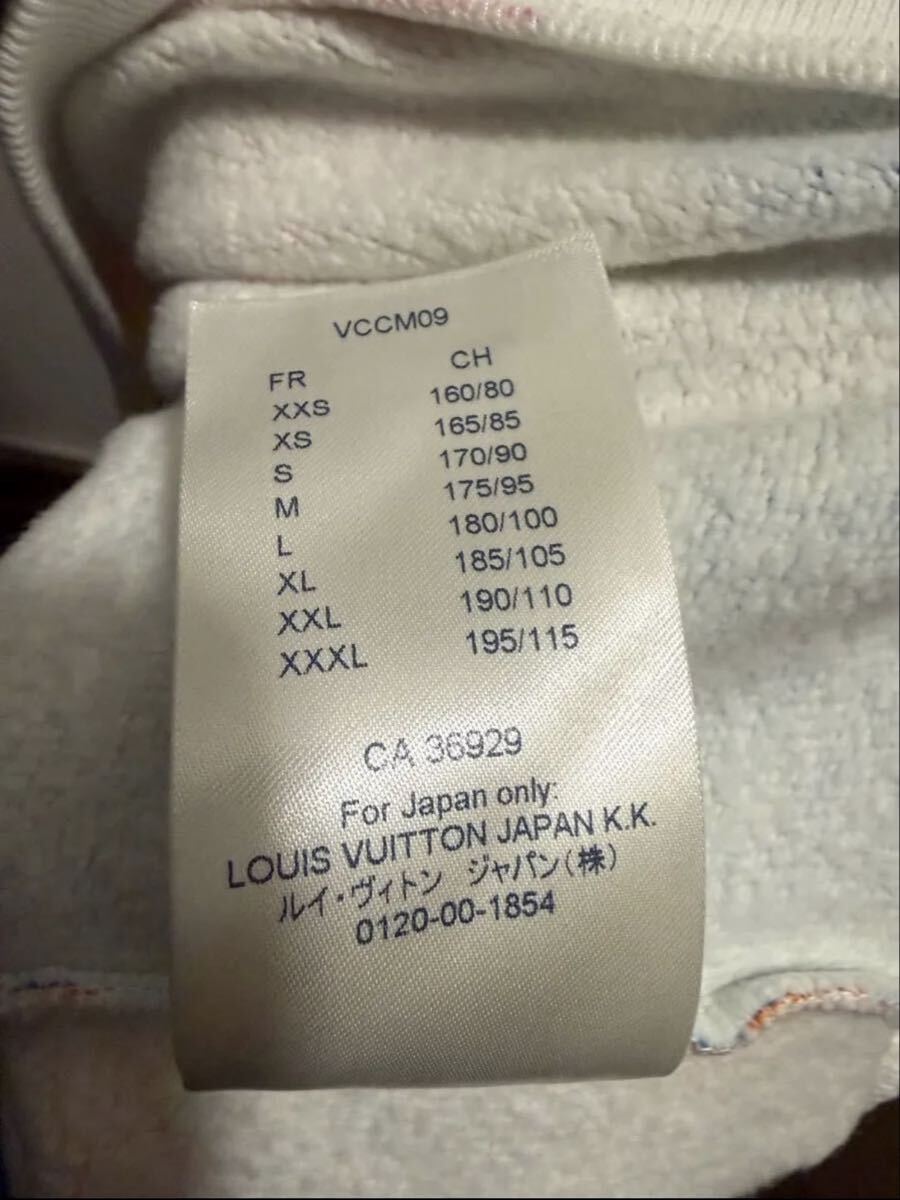 VCCM09
FR CH
XXS 160/80
XS 165/85
S 170/90
M 175/95
L 180/100
XL 185/105
XXL 190/110
XXXL 195/115
CA 36929
For Japan only:
LOUIS VUITTON JAPAN K.K.
ルイ・ヴィトン ジャパン(株)
0120-00-1854